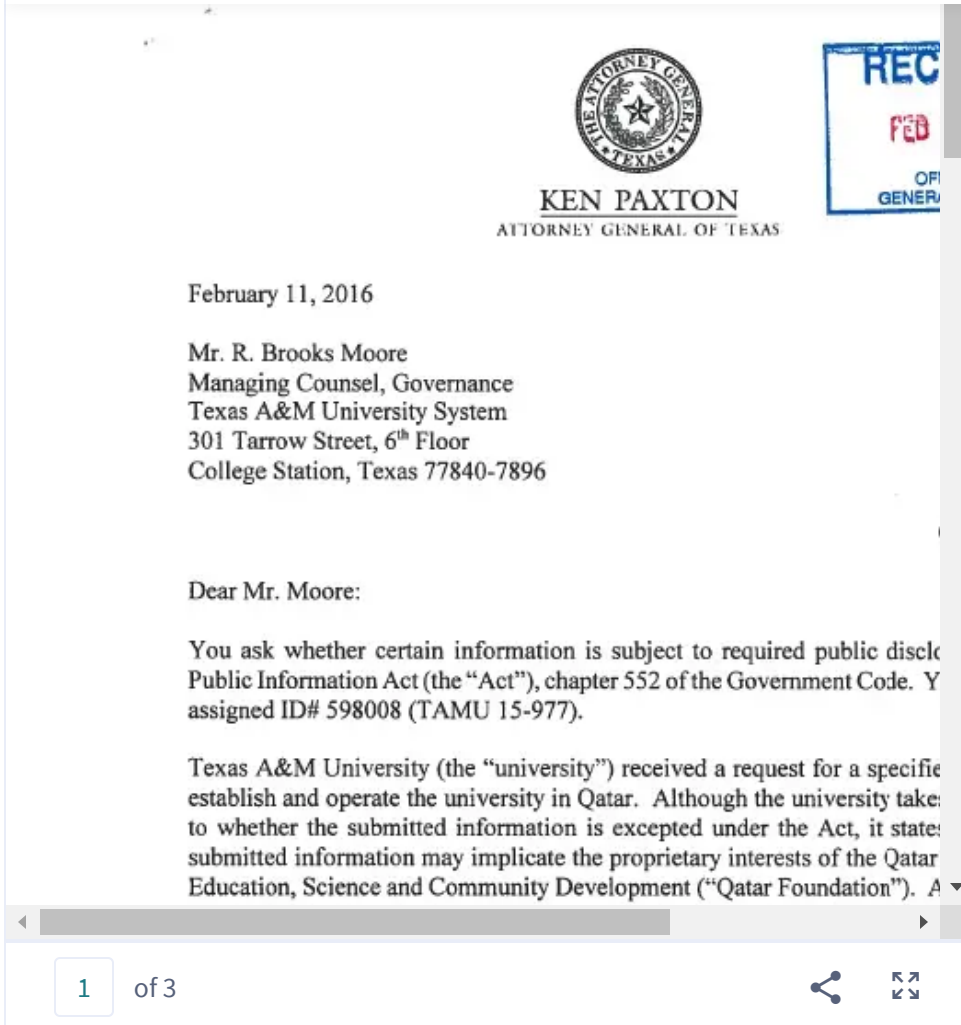 THE ATTORNEY GENERAL
TEXAS
KEN PAXTON
ATTORNEY GENERAL OF TEXAS
REC
FEB
OF
GENER
February 11, 2016
Mr. R. Brooks Moore
Managing Counsel, Governance
Texas A&M University System
301 Tarrow Street, 6th Floor
College Station, Texas 77840-7896
Dear Mr. Moore:
You ask whether certain information is subject to required public disclo
Public Information Act (the “Act”), chapter 552 of the Government Code. Y
assigned ID# 598008 (TAMU 15-977).
Texas A&M University (the “university”) received a request for a specifie
establish and operate the university in Qatar. Although the university take
to whether the submitted information is excepted under the Act, it state
submitted information may implicate the proprietary interests of the Qatar
Education, Science and Community Development (“Qatar Foundation”). A
1 of 3